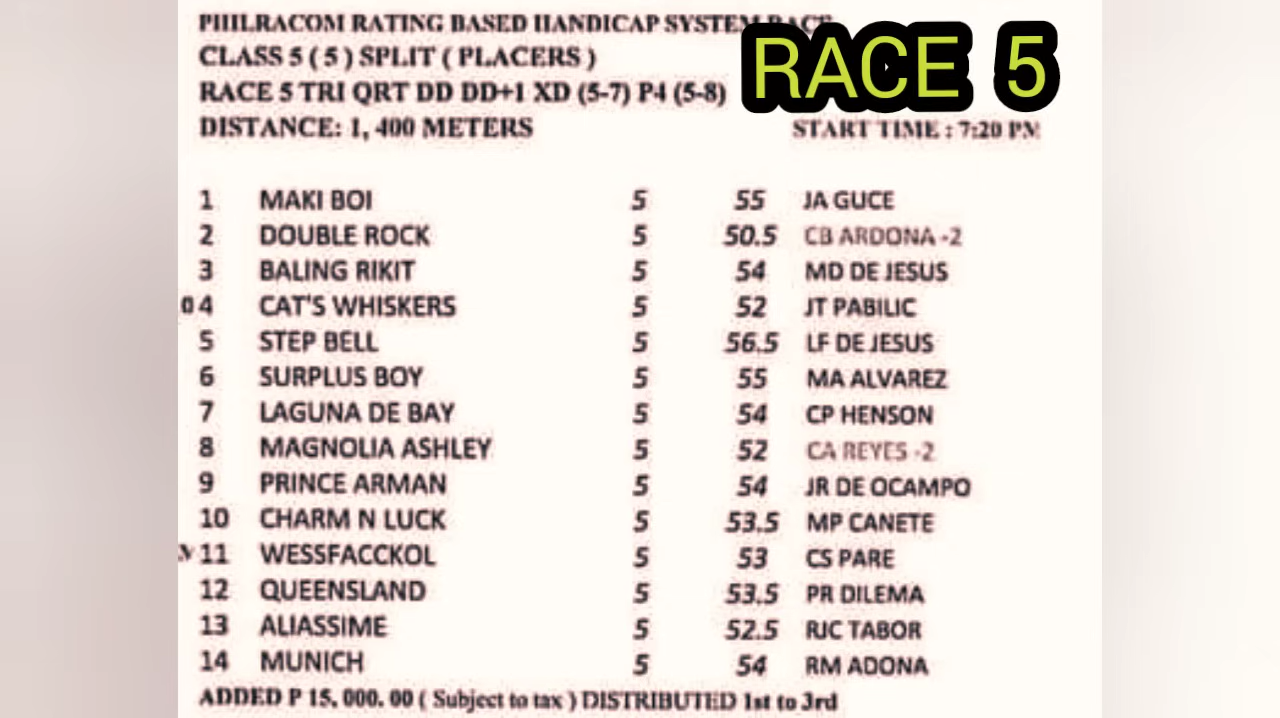 PHILRACOM RATING BASED HANDICAP SYSTEM RACE
CLASS 5 ( 5 ) SPLIT ( PLACERS )
RACE 5
RACE 5 TRI QRT DD DD+1 XD (5-7) P4 (5-8)
DISTANCE: 1, 400 METERS START TIME : 7:20 PM
1 MAKI BOI 5 55 JA GUCE
2 DOUBLE ROCK 5 50.5 CB ARDONA -2
3 BALING RIKIT 5 54 MD DE JESUS
4 CAT'S WHISKERS 5 52 JT PABILIC
5 STEP BELL 5 56.5 LF DE JESUS
6 SURPLUS BOY 5 55 MA ALVAREZ
7 LAGUNA DE BAY 5 54 CP HENSON
8 MAGNOLIA ASHLEY 5 52 CA REYES -2
9 PRINCE ARMAN 5 54 JR DE OCAMPO
10 CHARM N LUCK 5 53.5 MP CANETE
11 WESSFACCKOL 5 53 CS PARE
12 QUEENSLAND 5 53.5 PR DILEMA
13 ALIASSIME 5 52.5 RJC TABOR
14 MUNICH 5 54 RM ADONA
ADDED P 15, 000. 00 ( Subject to tax ) DISTRIBUTED 1st to 3rd